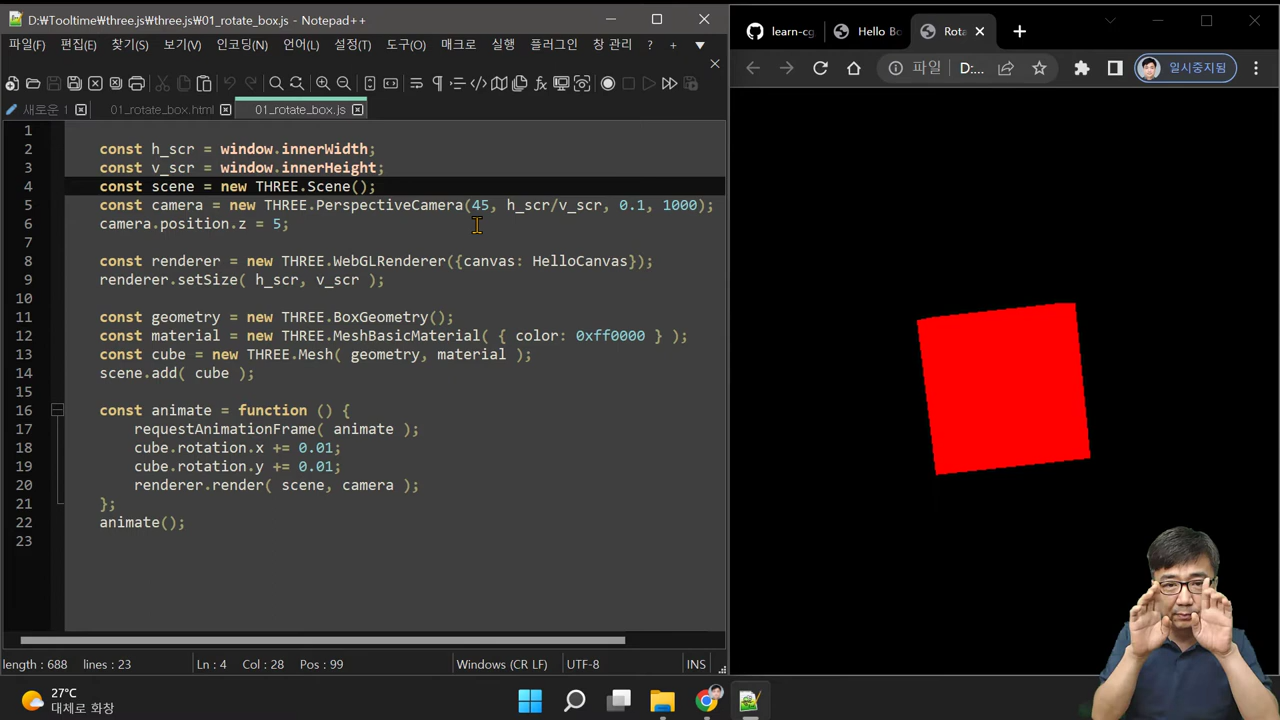 D:₩Tooltime₩three.js₩three.js₩01_rotate_box.js - Notepad++
파일(F) 편집(E) 찾기(S) 보기(V) 인코딩(N) 언어(L) 설정(T) 도구(O) 매크로 실행 플러그인 창 관리 ? + ▼
새로운 1 01_rotate_box.html 01_rotate_box.js
1
2 const h_scr = window.innerWidth;
3 const v_scr = window.innerHeight;
4 const scene = new THREE.Scene();
5 const camera = new THREE.PerspectiveCamera(45, h_scr/v_scr, 0.1, 1000);
6 camera.position.z = 5;
7
8 const renderer = new THREE.WebGLRenderer({canvas: HelloCanvas});
9 renderer.setSize( h_scr, v_scr );
10
11 const geometry = new THREE.BoxGeometry();
12 const material = new THREE.MeshBasicMaterial( { color: 0xff0000 } );
13 const cube = new THREE.Mesh( geometry, material );
14 scene.add( cube );
15
16 const animate = function () {
17 requestAnimationFrame( animate );
18 cube.rotation.x += 0.01;
19 cube.rotation.y += 0.01;
20 renderer.render( scene, camera );
21 };
22 animate();
23
length : 688 lines : 23 Ln : 4 Col : 28 Pos : 99 Windows (CR LF) UTF-8 INS
learn-cg Hello Bo Rota
파일 D:... 일시중지됨
27°C
대체로 화창